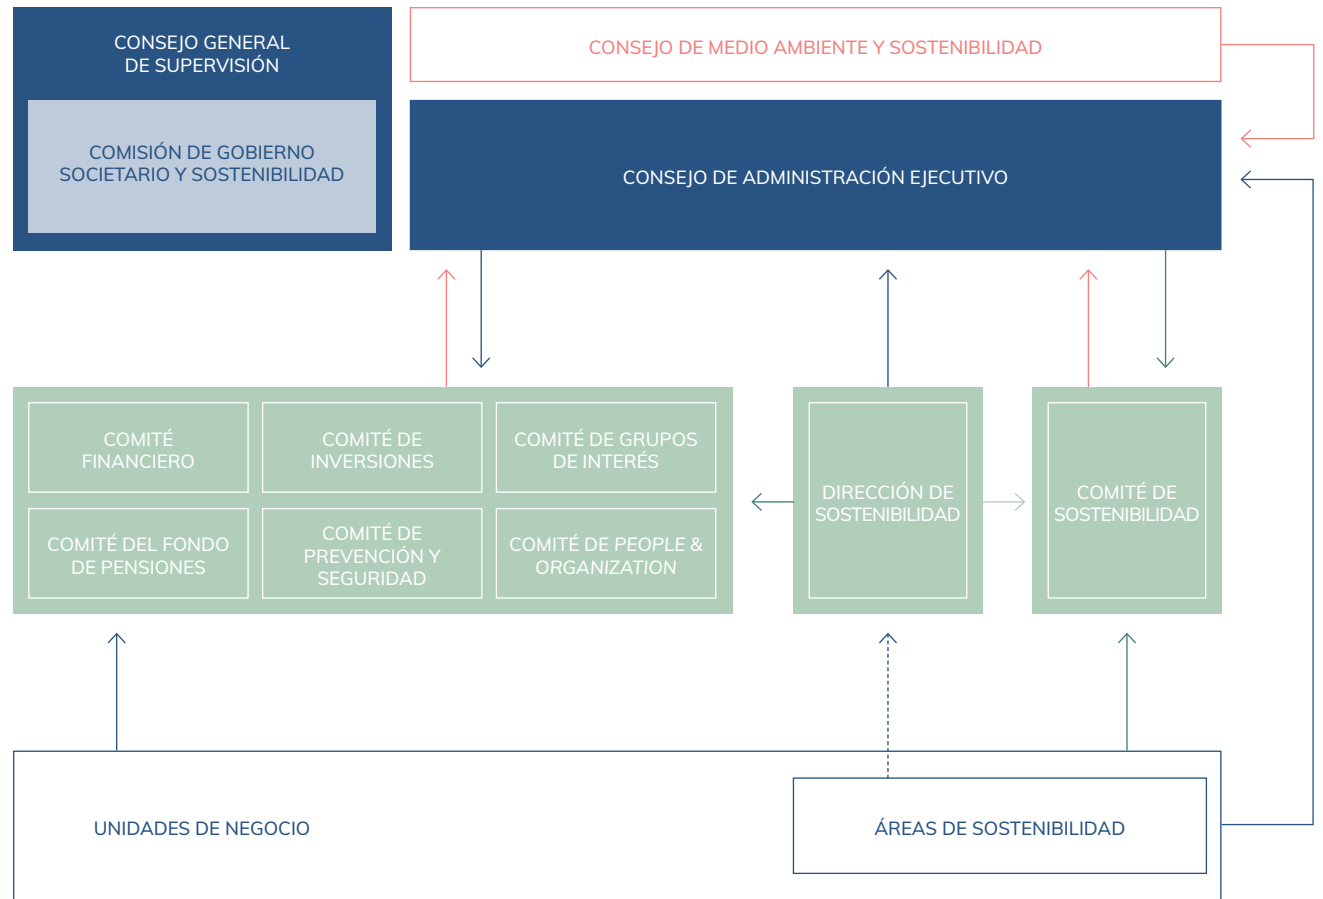 CONSEJO GENERAL
DE SUPERVISIÓN
COMISIÓN DE GOBIERNO
SOCIETARIO Y SOSTENIBILIDAD
CONSEJO DE MEDIO AMBIENTE Y SOSTENIBILIDAD
CONSEJO DE ADMINISTRACIÓN EJECUTIVO
COMITÉ
FINANCIERO
COMITÉ DE
INVERSIONES
COMITÉ DE GRUPOS
DE INTERÉS
COMITÉ DEL FONDO
DE PENSIONES
COMITÉ DE
PREVENCIÓN Y
SEGURIDAD
COMITÉ DE PEOPLE &
ORGANIZATION
DIRECCIÓN DE
SOSTENIBILIDAD
COMITÉ DE
SOSTENIBILIDAD
UNIDADES DE NEGOCIO
ÁREAS DE SOSTENIBILIDAD